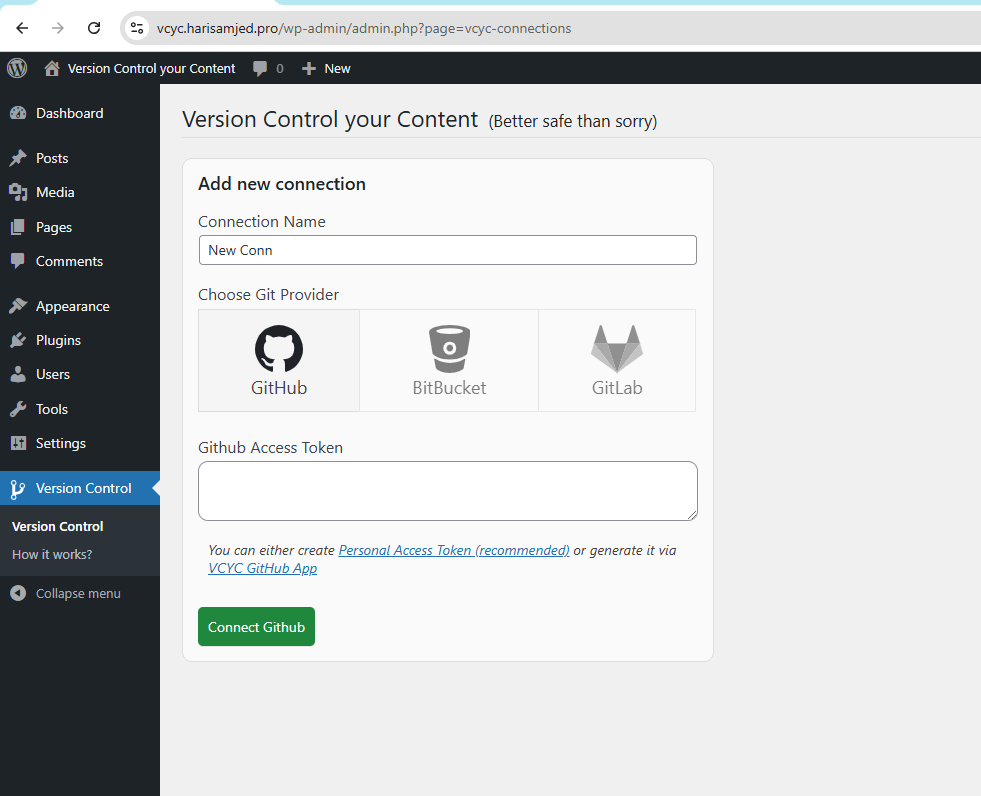 vcyc.harisamjed.pro/wp-admin/admin.php?page=vcyc-connections
Version Control your Content 0 New
Dashboard
Posts
Media
Pages
Comments
Appearance
Plugins
Users
Tools
Settings
Version Control
Version Control
How it works?
Collapse menu
Version Control your Content (Better safe than sorry)
Add new connection
Connection Name
New Conn
Choose Git Provider
GitHub BitBucket GitLab
Github Access Token
You can either create Personal Access Token (recommended) or generate it via
VCYC GitHub App
Connect Github